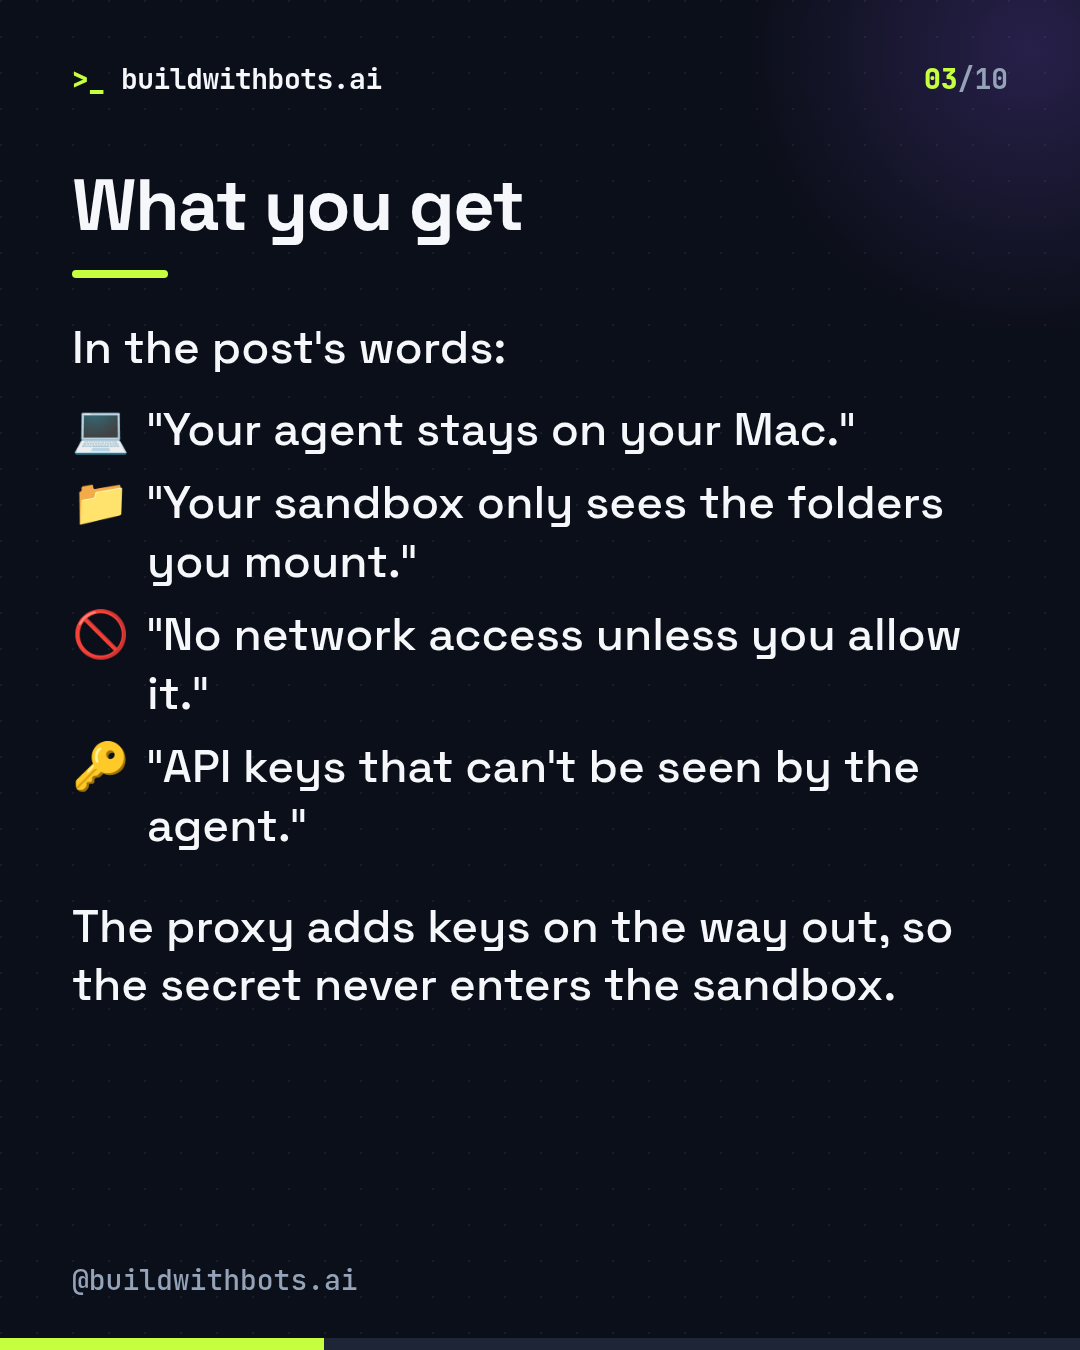 >_ buildwithbots.ai
03/10
What you get
In the post's words:
💻 "Your agent stays on your Mac."
📁 "Your sandbox only sees the folders
you mount."
🚫 "No network access unless you allow
it."
🔑 "API keys that can't be seen by the
agent."
The proxy adds keys on the way out, so
the secret never enters the sandbox.
@buildwithbots.ai